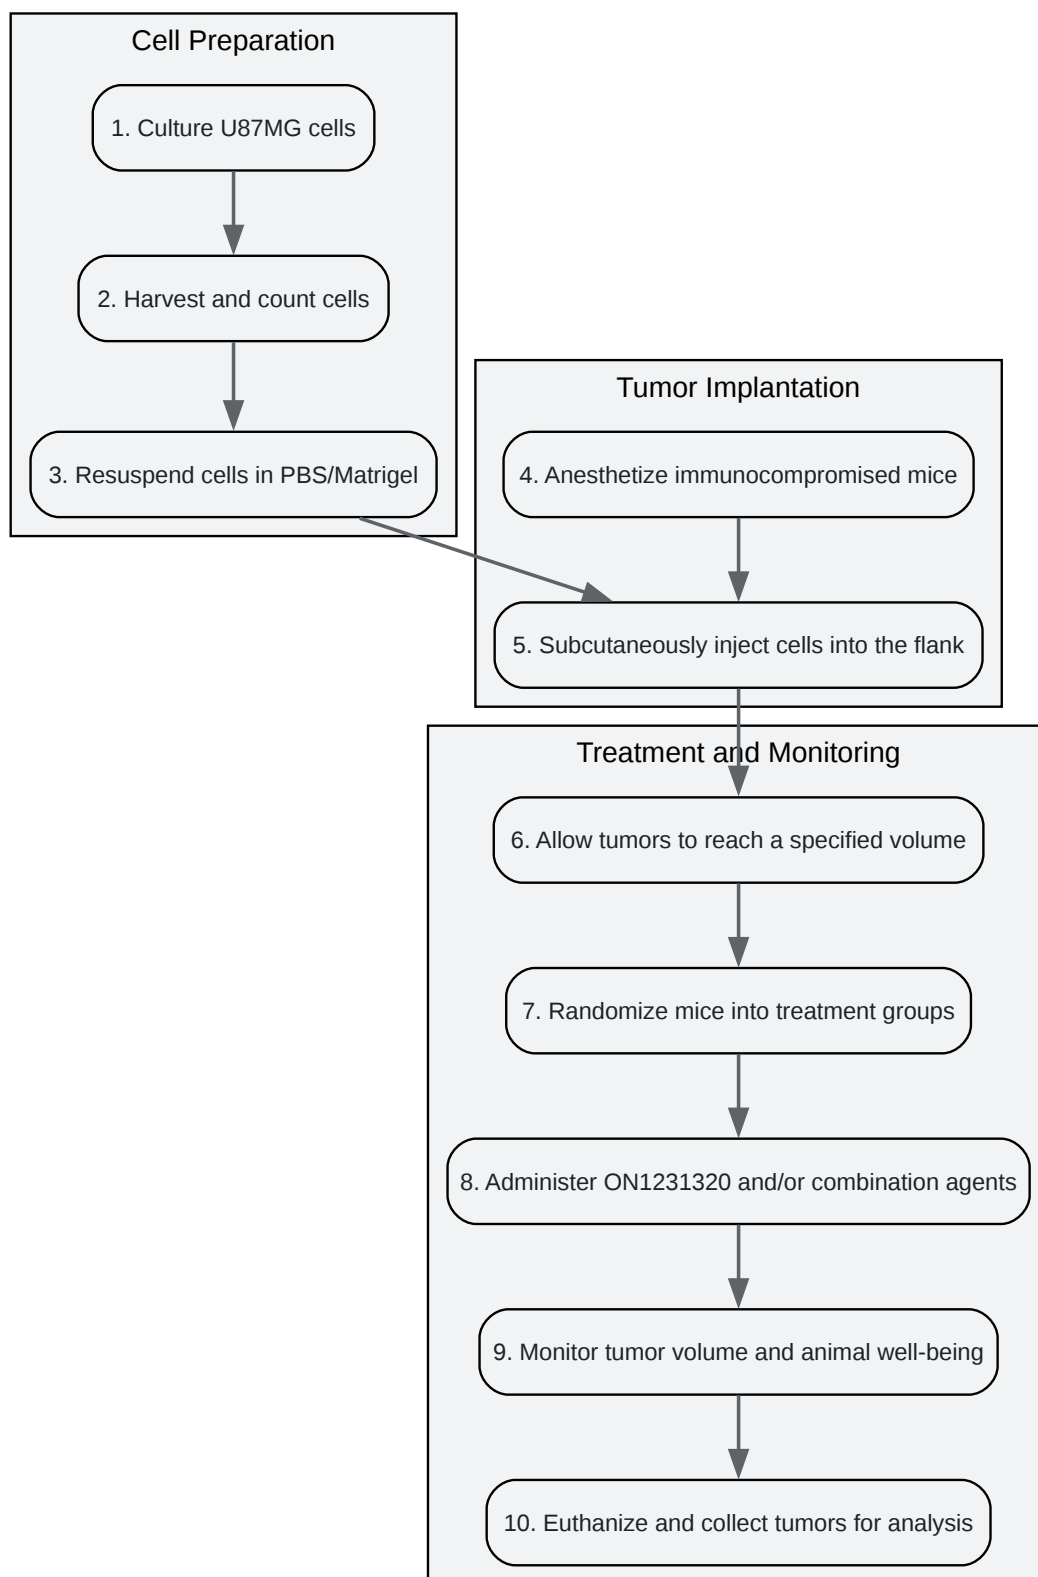 Cell Preparation
1. Culture U87MG cells
2. Harvest and count cells
3. Resuspend cells in PBS/Matrigel
Tumor Implantation
4. Anesthetize immunocompromised mice
5. Subcutaneously inject cells into the flank
Treatment and Monitoring
6. Allow tumors to reach a specified volume
7. Randomize mice into treatment groups
8. Administer ON1231320 and/or combination agents
9. Monitor tumor volume and animal well-being
10. Euthanize and collect tumors for analysis